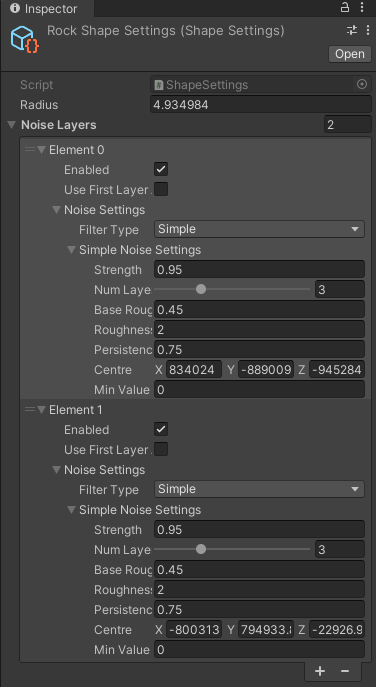 Inspector
Rock Shape Settings (Shape Settings)
Open
Script ShapeSettings
Radius 4.934984
Noise Layers 2
Element 0
Enabled
Use First Layer
Noise Settings
Filter Type Simple
Simple Noise Settings
Strength 0.95
Num Laye 3
Base Roug 0.45
Roughness 2
Persistenc 0.75
Centre X 834024 Y -889009 Z -945284
Min Value 0
Element 1
Enabled
Use First Layer
Noise Settings
Filter Type Simple
Simple Noise Settings
Strength 0.95
Num Laye 3
Base Roug 0.45
Roughness 2
Persistenc 0.75
Centre X -800313 Y 794933.8 Z -22926.9
Min Value 0